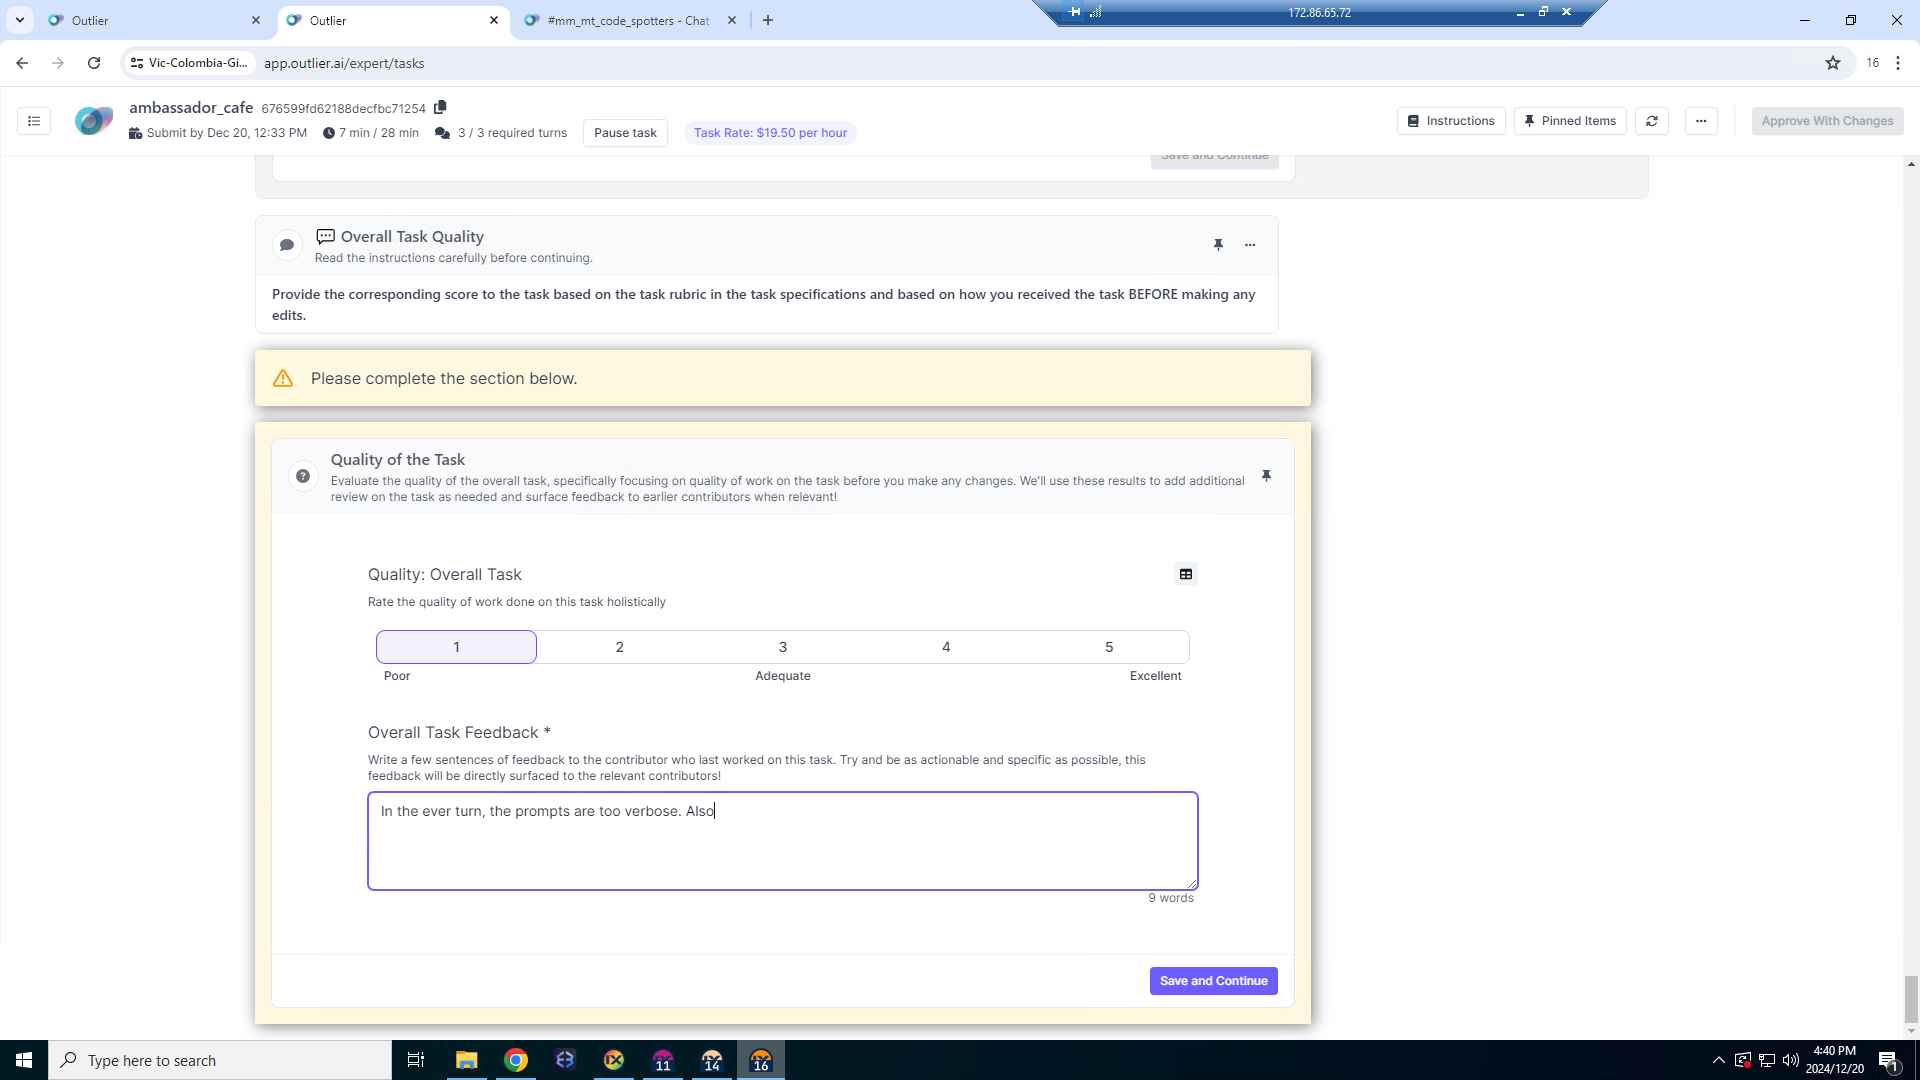 Outlier
Outlier
#mm_mt_code_spotters - Chat
172.86.65.72
Vic-Colombia-Gi...
app.outlier.ai/expert/tasks
16
ambassador_cafe 676599fd62188decfbc71254
Submit by Dec 20, 12:33 PM 7 min / 28 min 3 / 3 required turns Pause task Task Rate: $19.50 per hour
Instructions Pinned Items Approve With Changes
Save and Continue
Overall Task Quality
Read the instructions carefully before continuing.
Provide the corresponding score to the task based on the task rubric in the task specifications and based on how you received the task BEFORE making any
edits.
Please complete the section below.
Quality of the Task
Evaluate the quality of the overall task, specifically focusing on quality of work on the task before you make any changes. We'll use these results to add additional
review on the task as needed and surface feedback to earlier contributors when relevant!
Quality: Overall Task
Rate the quality of work done on this task holistically
1 2 3 4 5
Poor Adequate Excellent
Overall Task Feedback *
Write a few sentences of feedback to the contributor who last worked on this task. Try and be as actionable and specific as possible, this
feedback will be directly surfaced to the relevant contributors!
In the ever turn, the prompts are too verbose. Also
9 words
Save and Continue
Type here to search
11
14
16
4:40 PM
2024/12/20
1